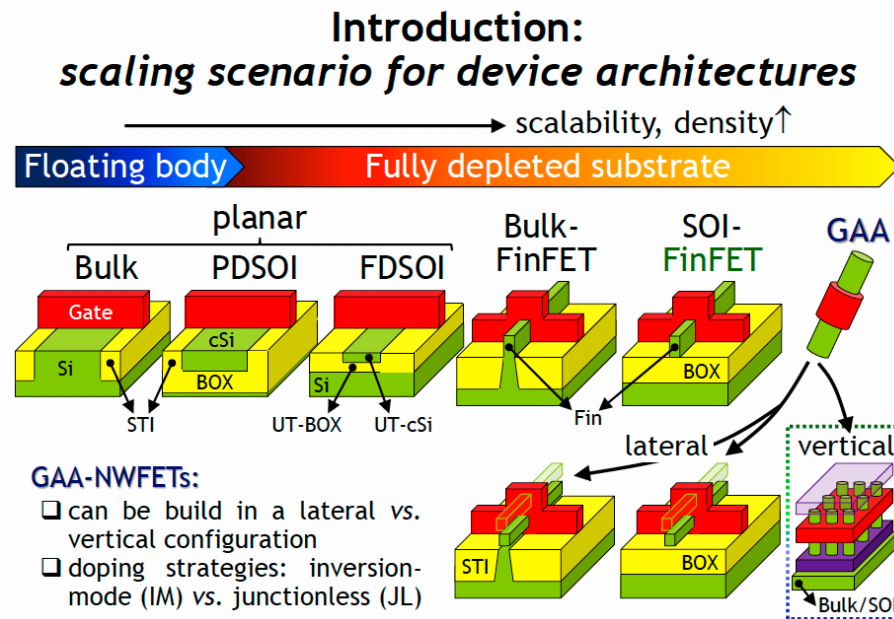 Introduction:
scaling scenario for device architectures
scalability, density↑
Floating body
Fully depleted substrate
planar
Bulk
PDSOI
FDSOI
Bulk-
FinFET
SOI-
FinFET
GAA
Gate
Si
cSi
BOX
Si
STI
UT-BOX
UT-cSi
Fin
BOX
lateral
vertical
GAA-NWFETs:
❑ can be build in a lateral vs.
vertical configuration
❑ doping strategies: inversion-
mode (IM) vs. junctionless (JL)
STI
BOX
Bulk/SOI